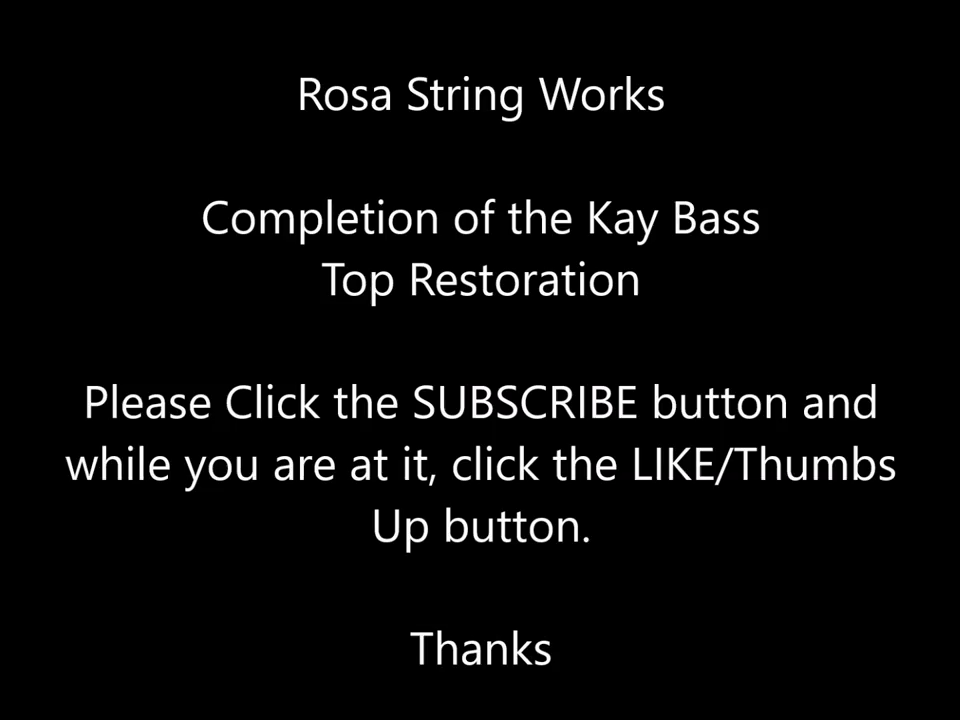 Rosa String Works
Completion of the Kay Bass
Top Restoration
Please Click the SUBSCRIBE button and
while you are at it, click the LIKE/Thumbs
Up button.
Thanks